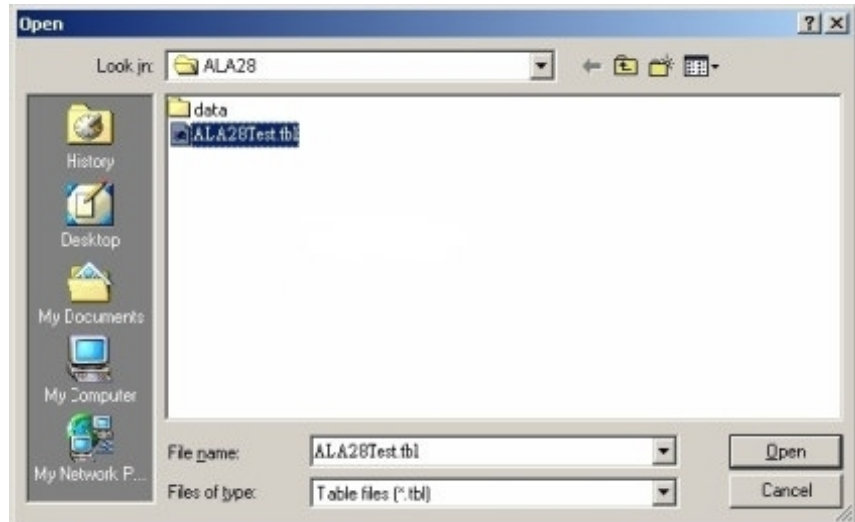 Open
Look in: ALA28
data
ALA28Test.tbl
History
Desktop
My Documents
My Computer
My Network P...
File name: ALA28Test.tbl
Open
Files of type: Table files (*.tbl)
Cancel